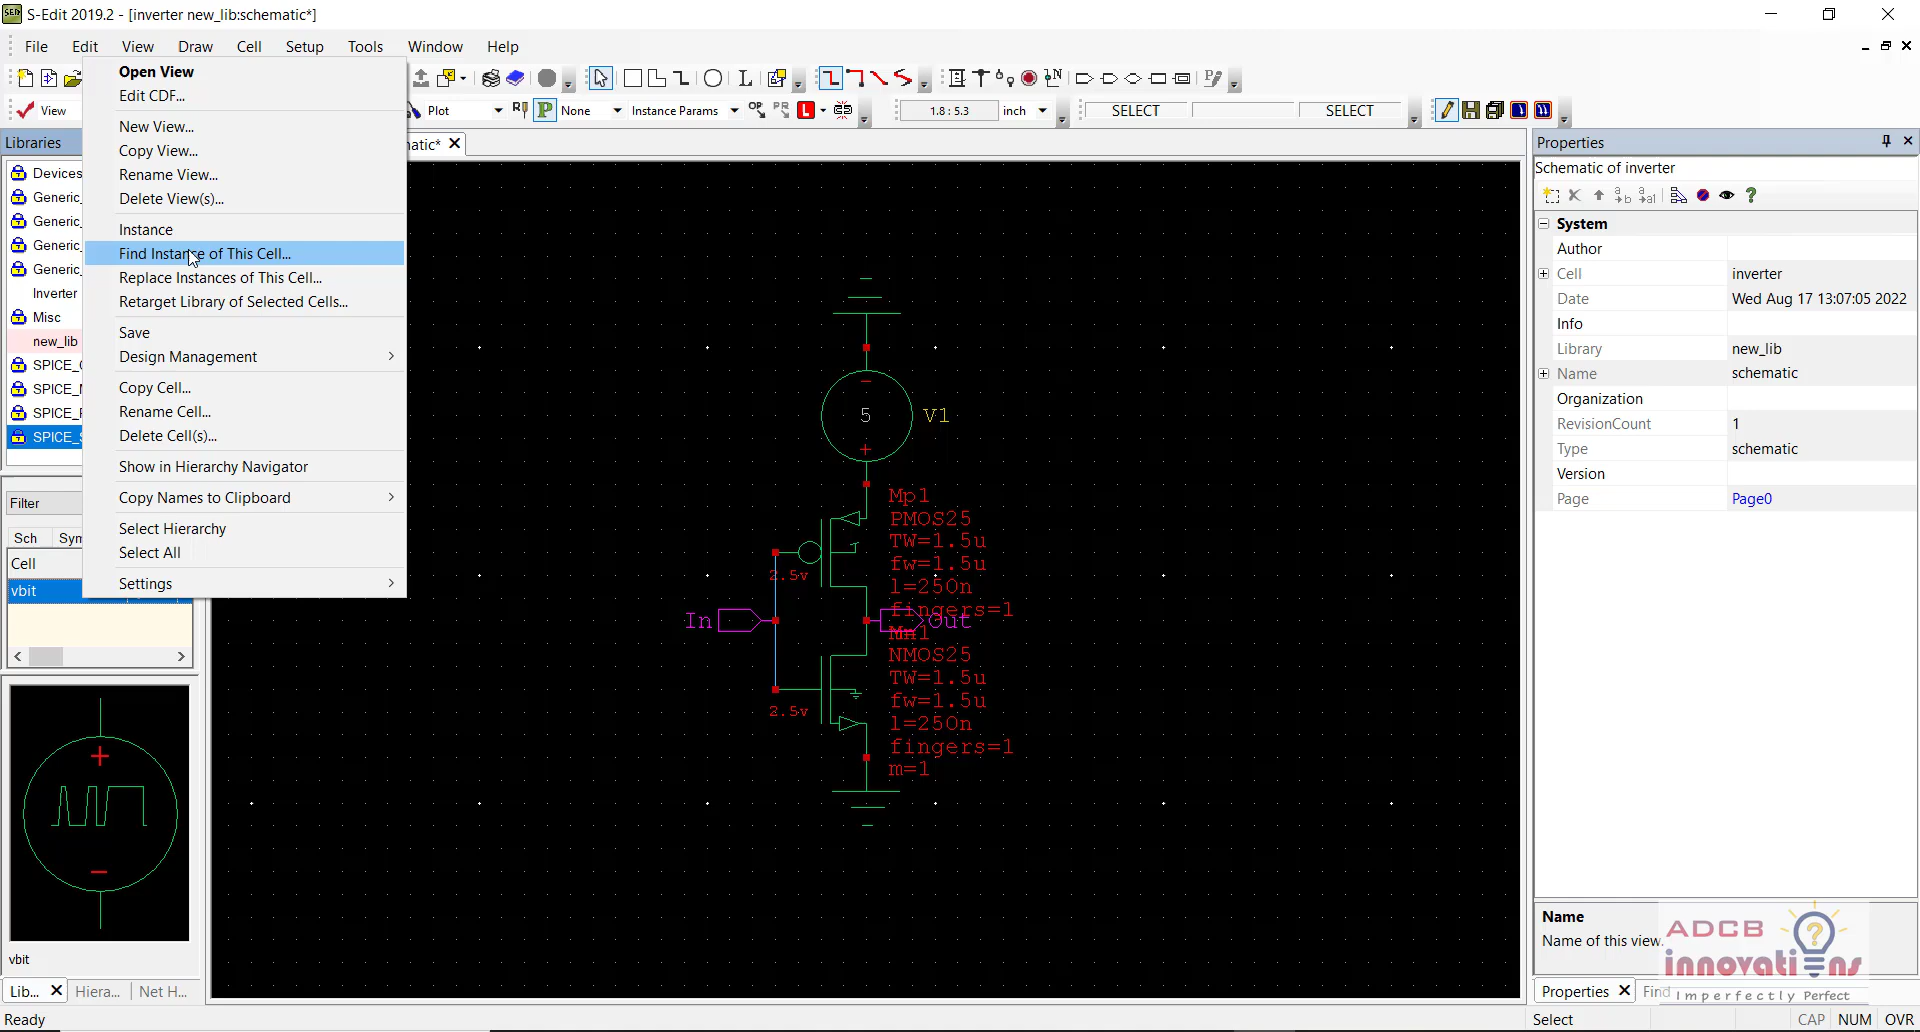 S-Edit 2019.2 - [inverter new_lib:schematic*]
File Edit View Draw Cell Setup Tools Window Help
View
Plot
None
Instance Params
1.8 : 5.3
inch
SELECT
SELECT
Libraries
atic*
Devices
Generic_
Generic_
Generic_
Generic_
Inverter
Misc
new_lib
SPICE_
SPICE_
SPICE_
SPICE_
Open View
Edit CDF...
New View...
Copy View...
Rename View...
Delete View(s)...
Instance
Find Instance of This Cell...
Replace Instances of This Cell...
Retarget Library of Selected Cells...
Save
Design Management
Copy Cell...
Rename Cell...
Delete Cell(s)...
Show in Hierarchy Navigator
Copy Names to Clipboard
Select Hierarchy
Select All
Settings
Filter
Sch Sym
Cell
vbit
vbit
Lib... Hiera... Net H...
Ready
5
V1
Mp1
PMOS25
TW=1.5u
fw=1.5u
l=250n
fingers=1
2.5v
In
Out
Mn1
NMOS25
TW=1.5u
fw=1.5u
l=250n
fingers=1
m=1
2.5v
Properties
Schematic of inverter
System
Author
Cell inverter
Date Wed Aug 17 13:07:05 2022
Info
Library new_lib
Name schematic
Organization
RevisionCount 1
Type schematic
Version
Page Page0
Name
Name of this view.
ADCB
innovations
Imperfectly Perfect
Properties Find
Select
CAP NUM OVR